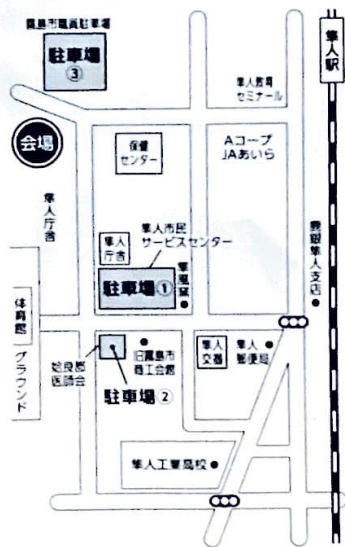 霧島市職員駐車場
駐車場
③
隼人駅
会場
隼人教育
セミナール
保健
センター
Aコープ
JAあいら
隼人庁舎
隼人市民
サービスセンター
隼人
庁舎
駐車場①
隼風窯
鹿銀隼人支店
体育館
グラウンド
姶良郡
医師会
旧霧島市
商工会館
駐車場②
隼人
交番
隼人
郵便局
隼人工業高校